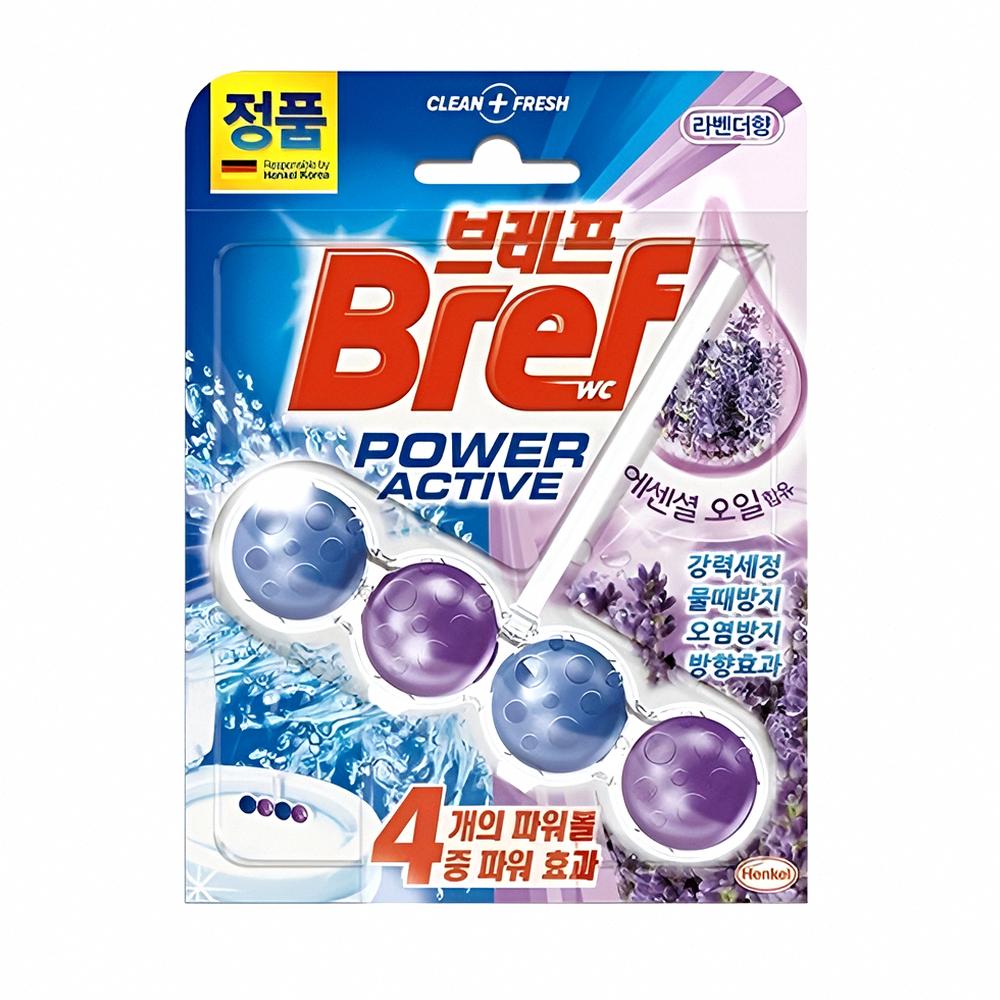 정품
Responsible by
Henkel Korea
CLEAN + FRESH
라벤더향
브레프
Bref
WC
POWER
ACTIVE
에센셜 오일 함유
강력세정
물때방지
오염방지
방향효과
4개의 파워볼
중 파워 효과
Henkel